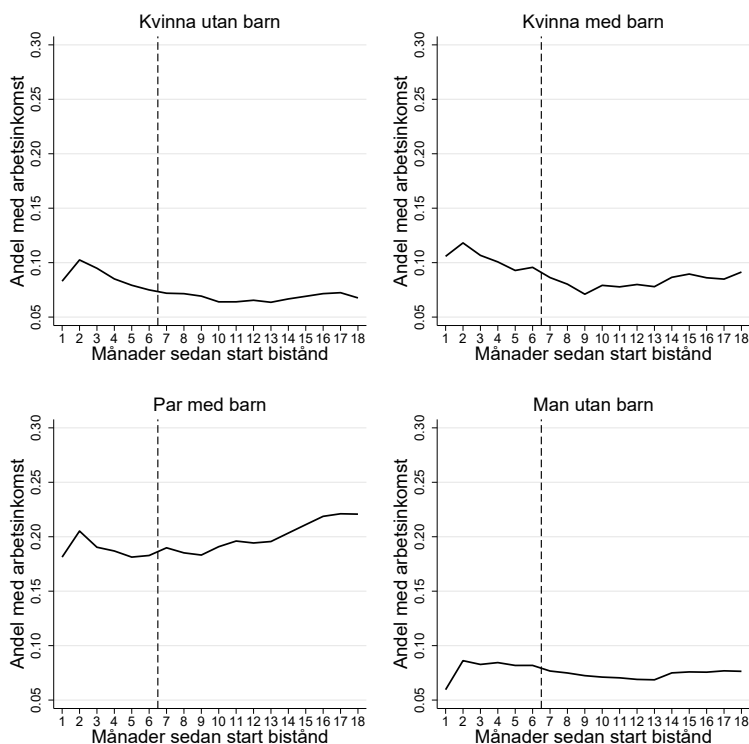 Kvinna utan barn
Andel med arbetsinkomst
0.30
0.25
0.20
0.15
0.10
0.05
1 2 3 4 5 6 7 8 9 10 11 12 13 14 15 16 17 18
Månader sedan start bistånd
Kvinna med barn
Andel med arbetsinkomst
0.30
0.25
0.20
0.15
0.10
0.05
1 2 3 4 5 6 7 8 9 10 11 12 13 14 15 16 17 18
Månader sedan start bistånd
Par med barn
Andel med arbetsinkomst
0.30
0.25
0.20
0.15
0.10
0.05
1 2 3 4 5 6 7 8 9 10 11 12 13 14 15 16 17 18
Månader sedan start bistånd
Man utan barn
Andel med arbetsinkomst
0.30
0.25
0.20
0.15
0.10
0.05
1 2 3 4 5 6 7 8 9 10 11 12 13 14 15 16 17 18
Månader sedan start bistånd